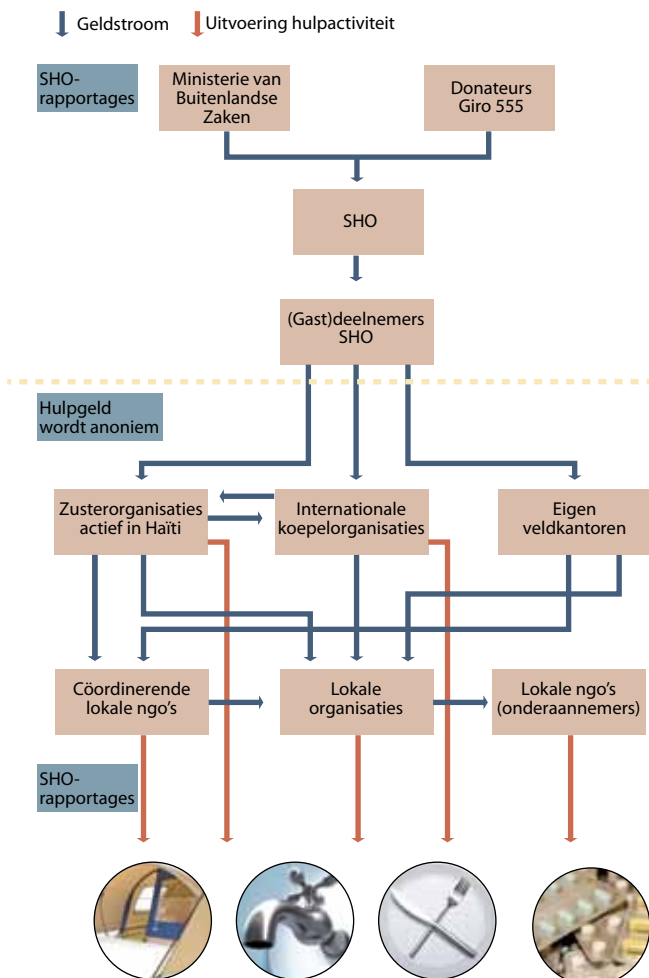 Geldstroom
Uitvoering hulpactiviteit
SHO-
rapportages
Ministerie van
Buitenlandse
Zaken
Donateurs
Giro 555
SHO
(Gast)deelnemers
SHO
Hulpgeld
wordt anoniem
Zusterorganisaties
actief in Haïti
Internationale
koepelorganisaties
Eigen
veldkantoren
Cöordinerende
lokale ngo's
Lokale
organisaties
Lokale ngo's
(onderaannemers)
SHO-
rapportages